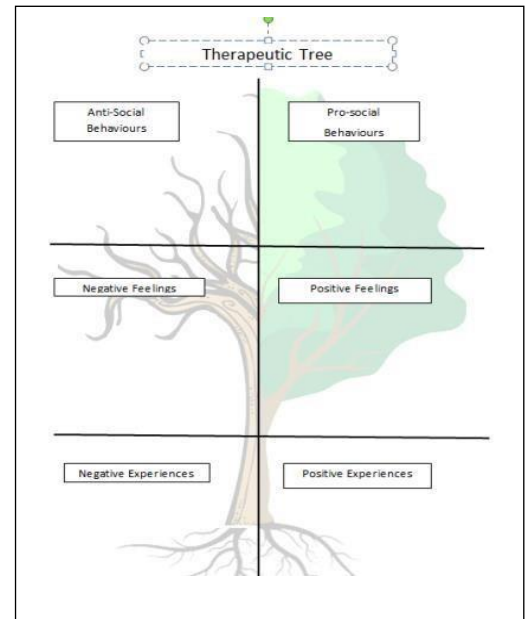 Therapeutic Tree
Anti-Social
Behaviours
Pro-social
Behaviours
Negative Feelings
Positive Feelings
Negative Experiences
Positive Experiences